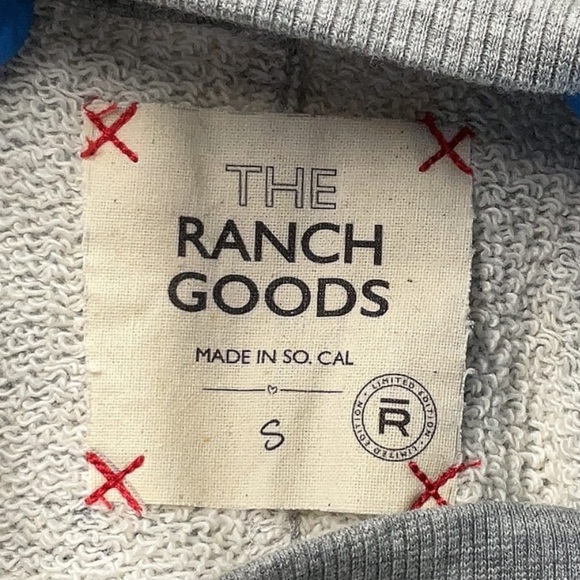 THE
RANCH
GOODS
MADE IN SO. CAL
S
LIMITED EDITION • LIMITED EDITION •
R